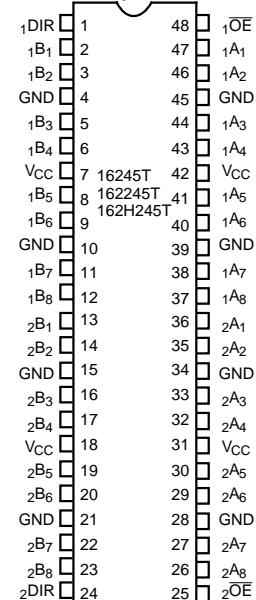 1DIR 1 48 1OE
1B1 2 47 1A1
1B2 3 46 1A2
GND 4 45 GND
1B3 5 44 1A3
1B4 6 43 1A4
VCC 7 16245T 42 VCC
1B5 8 162245T 41 1A5
1B6 9 162H245T 40 1A6
GND 10 39 GND
1B7 11 38 1A7
1B8 12 37 1A8
2B1 13 36 2A1
2B2 14 35 2A2
GND 15 34 GND
2B3 16 33 2A3
2B4 17 32 2A4
VCC 18 31 VCC
2B5 19 30 2A5
2B6 20 29 2A6
GND 21 28 GND
2B7 22 27 2A7
2B8 23 26 2A8
2DIR 24 25 2OE